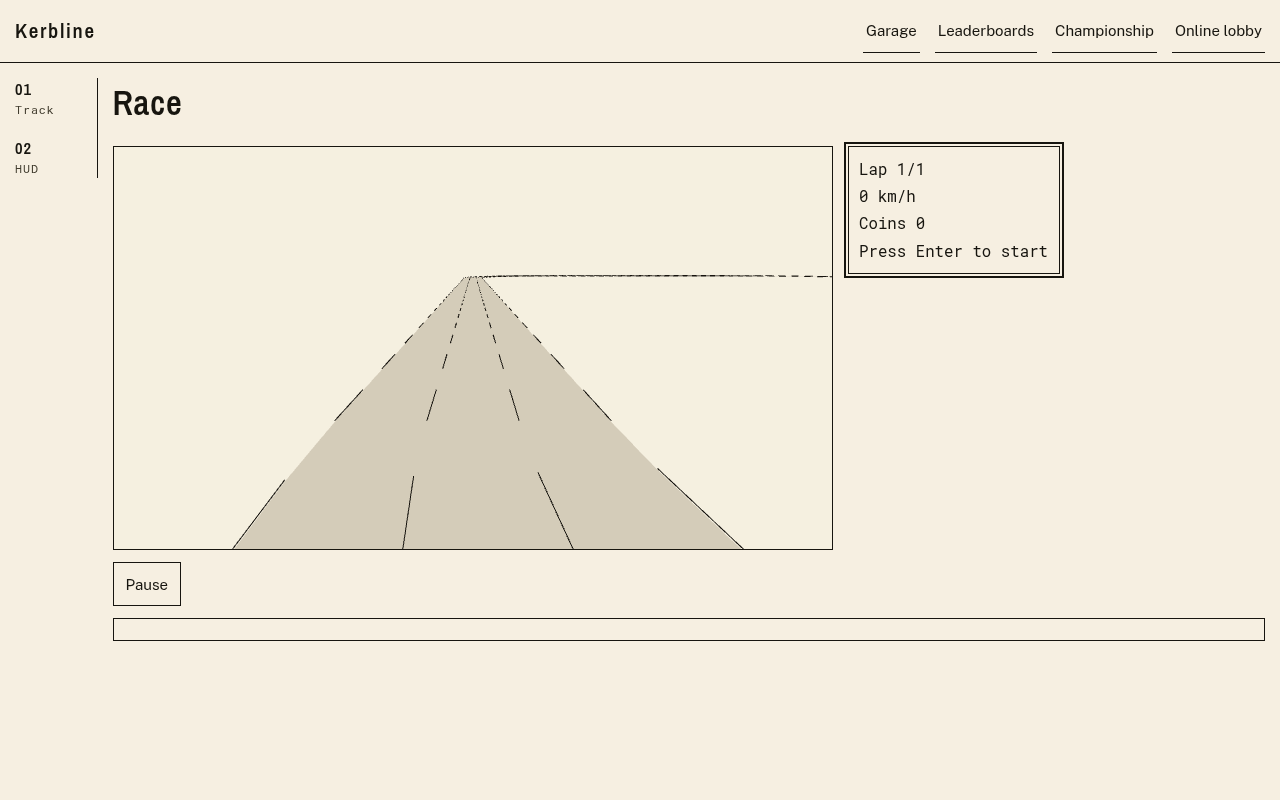 Kerbline
Garage
Leaderboards
Championship
Online lobby
01
Track
02
HUD
Race
Lap 1/1
0 km/h
Coins 0
Press Enter to start
Pause